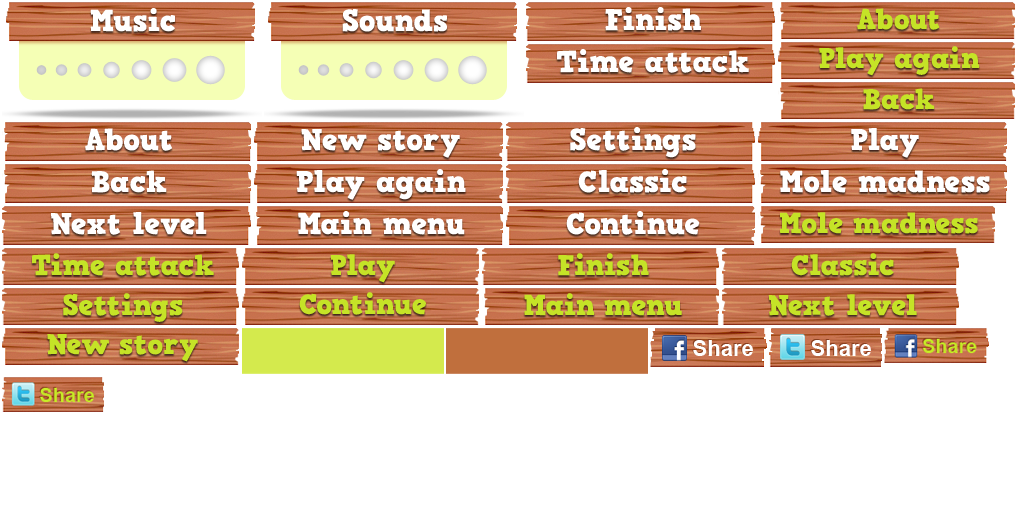 Music
Sounds
Finish
About
Time attack
Play again
Back
About
New story
Settings
Play
Back
Play again
Classic
Mole madness
Next level
Main menu
Continue
Mole madness
Time attack
Play
Finish
Classic
Settings
Continue
Main menu
Next level
New story
f Share
t Share
f Share
t Share